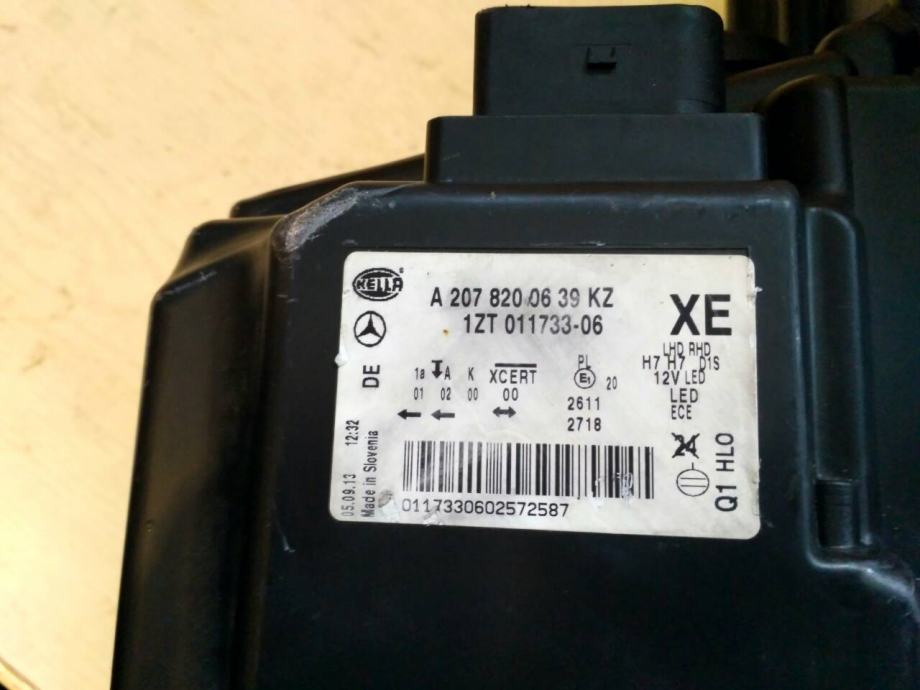 HELLA ®
A 207 820 06 39 KZ
1ZT 011733-06
XE
LHD RHD
H7 H7 D1S
12V LED
LED
ECE
DE
1a A K XCERT
01 02 00 00
PL
E1 20
2611
2718
24
Q1 HLO
05.09.13 12:32
Made in Slovenia
0117330602572587